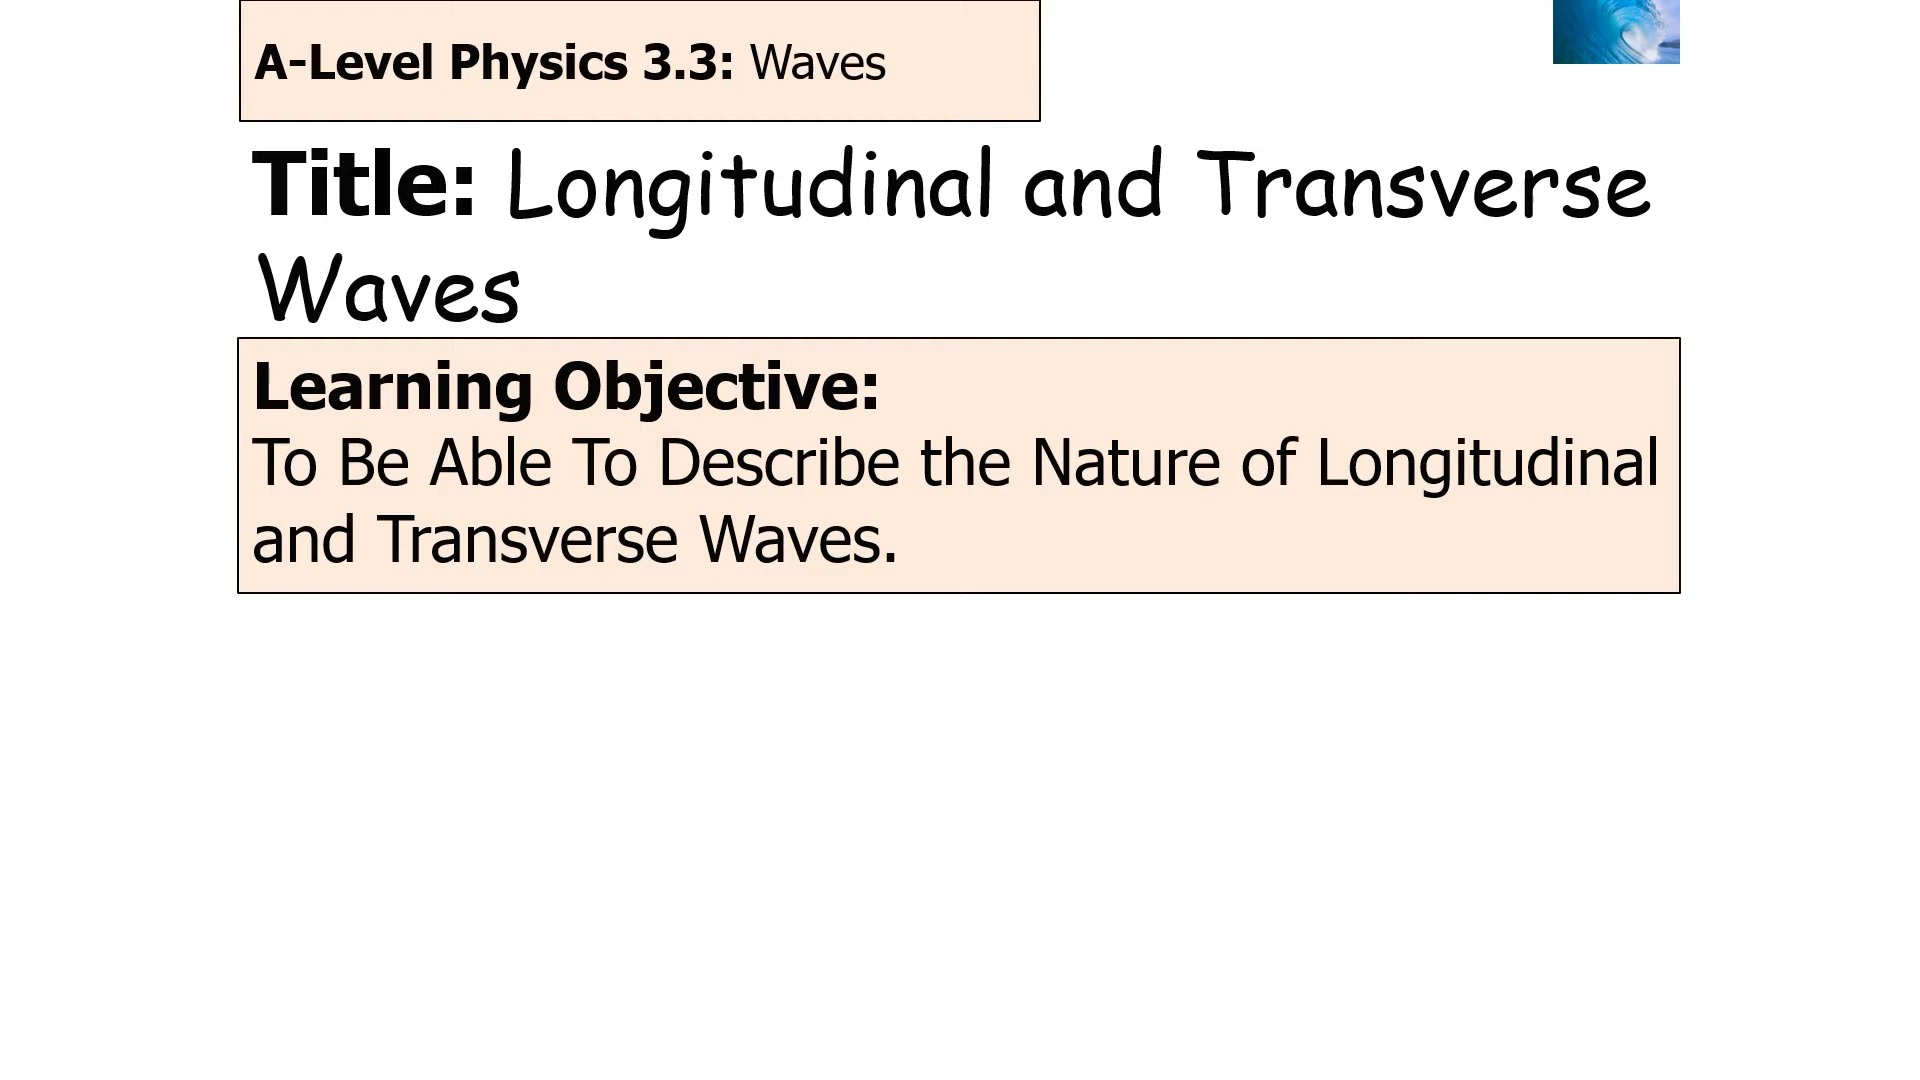 A-Level Physics 3.3: Waves
Title: Longitudinal and Transverse
Waves
Learning Objective:
To Be Able To Describe the Nature of Longitudinal
and Transverse Waves.